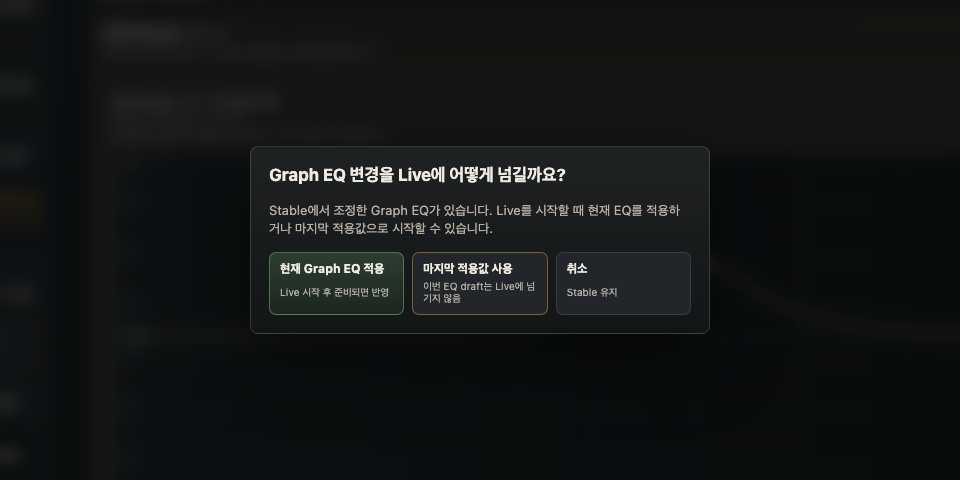 Graph EQ 변경을 Live에 어떻게 넘길까요?
Stable에서 조정한 Graph EQ가 있습니다. Live를 시작할 때 현재 EQ를 적용하
거나 마지막 적용값으로 시작할 수 있습니다.
현재 Graph EQ 적용
Live 시작 후 준비되면 반영
마지막 적용값 사용
이번 EQ draft는 Live에 넘
기지 않음
취소
Stable 유지